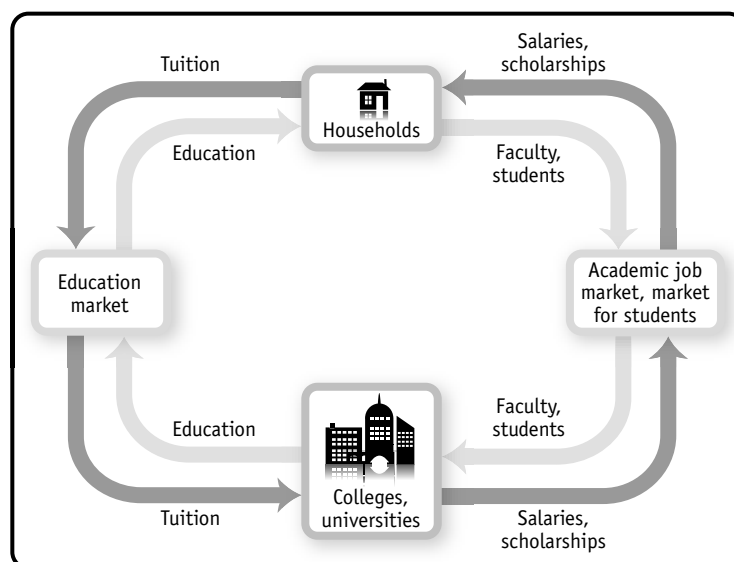 Tuition
Salaries,
scholarships
Households
Education
Faculty,
students
Education
market
Academic job
market, market
for students
Education
Faculty,
students
Tuition
Colleges,
universities
Salaries,
scholarships